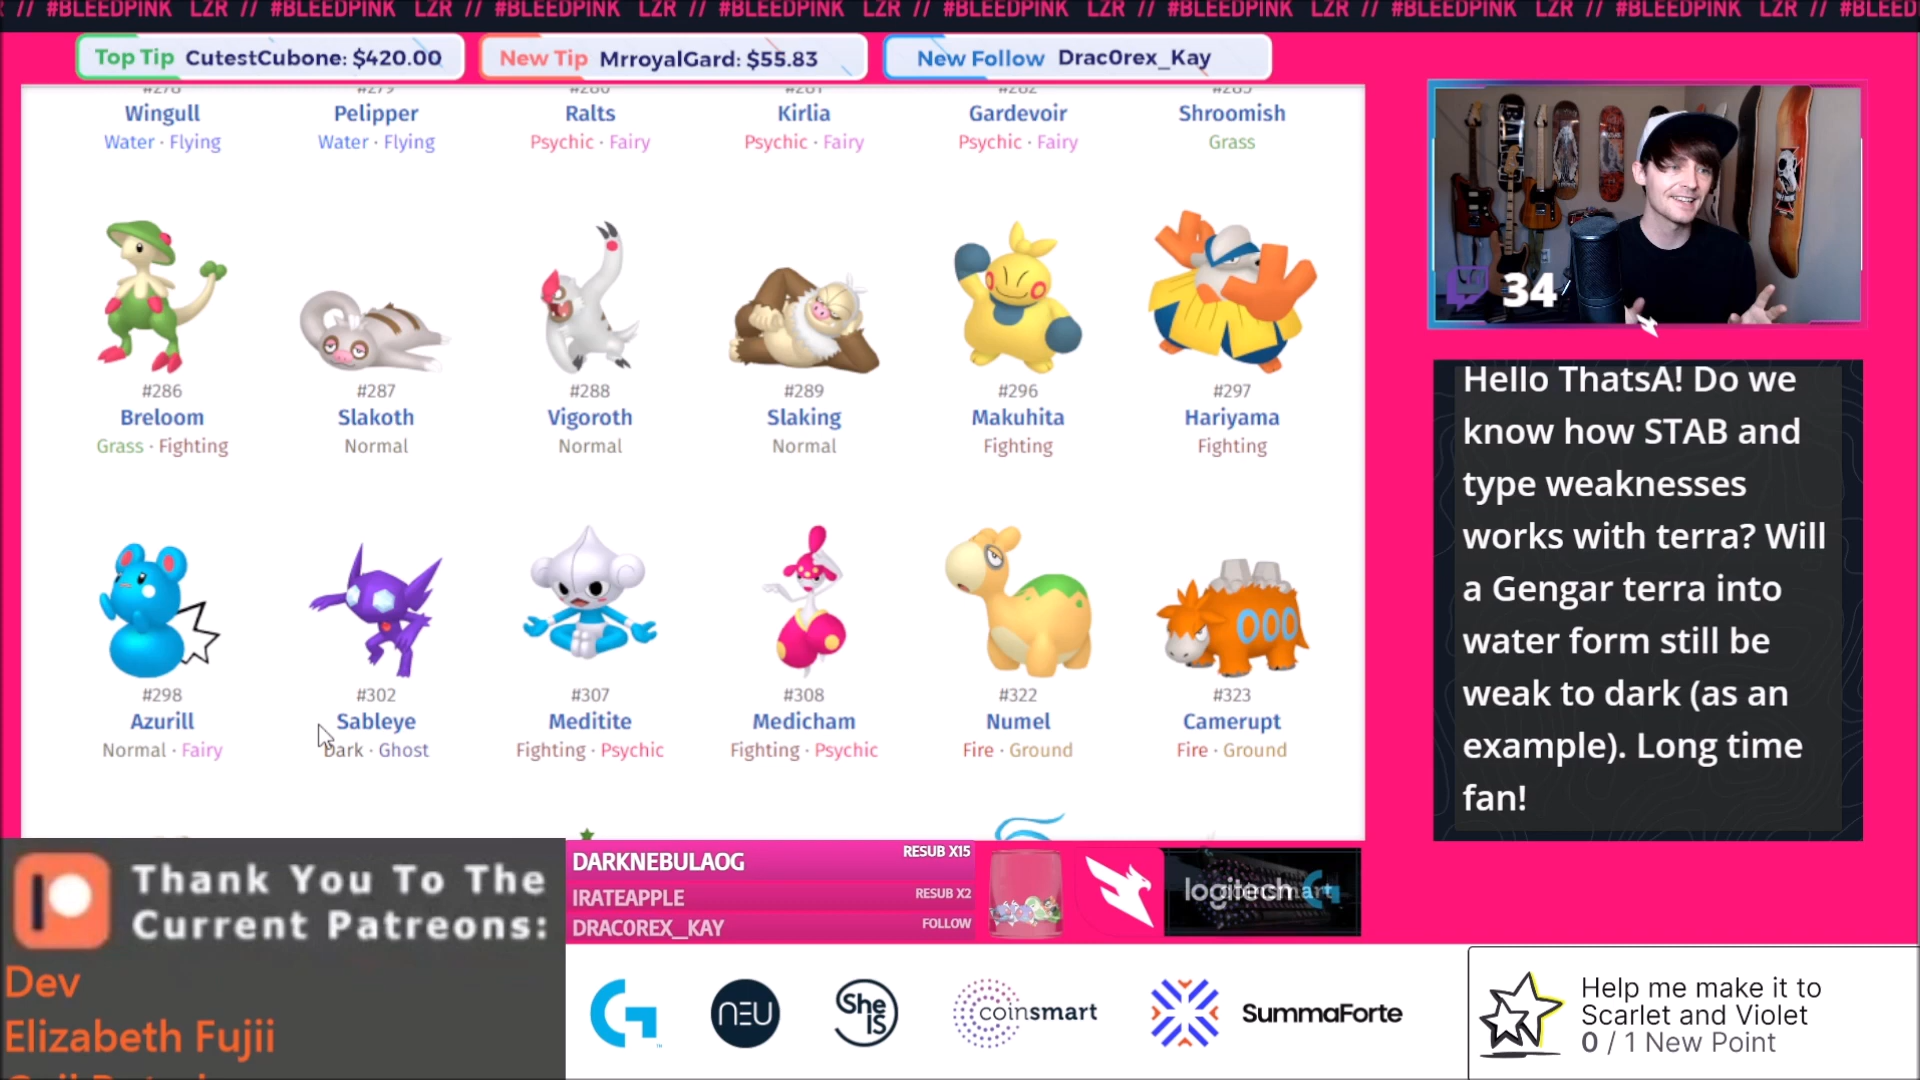 // #BLEEDPINK LZR // #BLEEDPINK LZR // #BLEEDPINK LZR // #BLEEDPINK LZR // #BLEEDPINK LZR // #BLEEDPINK LZR // #BLEEDPINK LZR // #BLEEDPINK LZR // #BLEED
Top Tip CutestCubone: $420.00
New Tip MrroyalGard: $55.83
New Follow Drac0rex_Kay
Wingull Pelipper Ralts Kirlia Gardevoir Shroomish
Water · Flying Water · Flying Psychic · Fairy Psychic · Fairy Psychic · Fairy Grass
#286 #287 #288 #289 #296 #297
Breloom Slakoth Vigoroth Slaking Makuhita Hariyama
Grass · Fighting Normal Normal Normal Fighting Fighting
#298 #302 #307 #308 #322 #323
Azurill Sableye Meditite Medicham Numel Camerupt
Normal · Fairy Dark · Ghost Fighting · Psychic Fighting · Psychic Fire · Ground Fire · Ground
34
Hello ThatsA! Do we
know how STAB and
type weaknesses
works with terra? Will
a Gengar terra into
water form still be
weak to dark (as an
example). Long time
fan!
Thank You To The
Current Patreons:
Dev
Elizabeth Fujii
DARKNEBULAOG RESUB X15
IRATEAPPLE RESUB X2
DRAC0REX_KAY FOLLOW
logitech
NEU
She
IS
coinsmart
SummaForte
Help me make it to
Scarlet and Violet
0 / 1 New Point